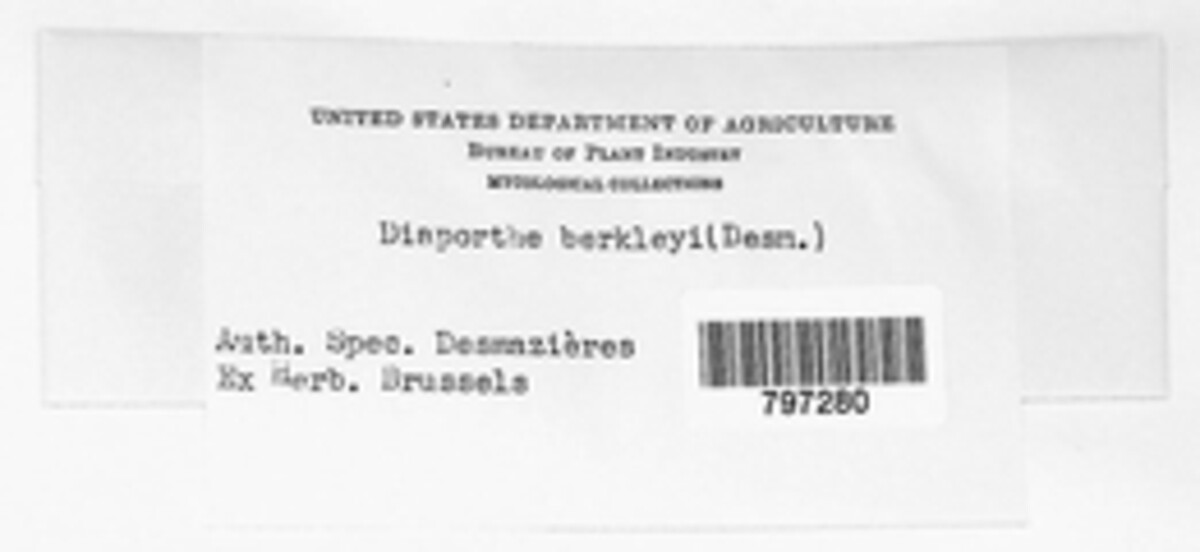 UNITED STATES DEPARTMENT OF AGRICULTURE
BUREAU OF PLANT INDUSTRY
MYCOLOGICAL COLLECTIONS
Diaporthe berkleyi(Desm.)
Auth. Spec. Desmazières
Ex Herb. Brussels
797280